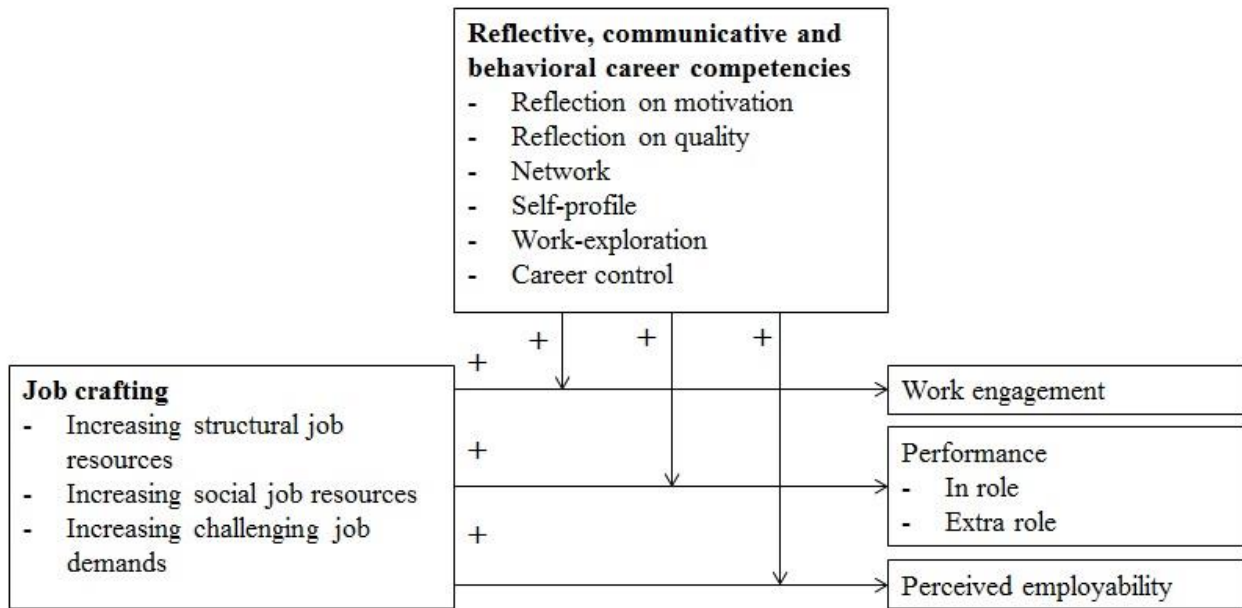 Reflective, communicative and
behavioral career competencies
- Reflection on motivation
- Reflection on quality
- Network
- Self-profile
- Work-exploration
- Career control
+ + + +
Job crafting
- Increasing structural job
resources
- Increasing social job resources
- Increasing challenging job
demands
+
+
Work engagement
Performance
- In role
- Extra role
Perceived employability